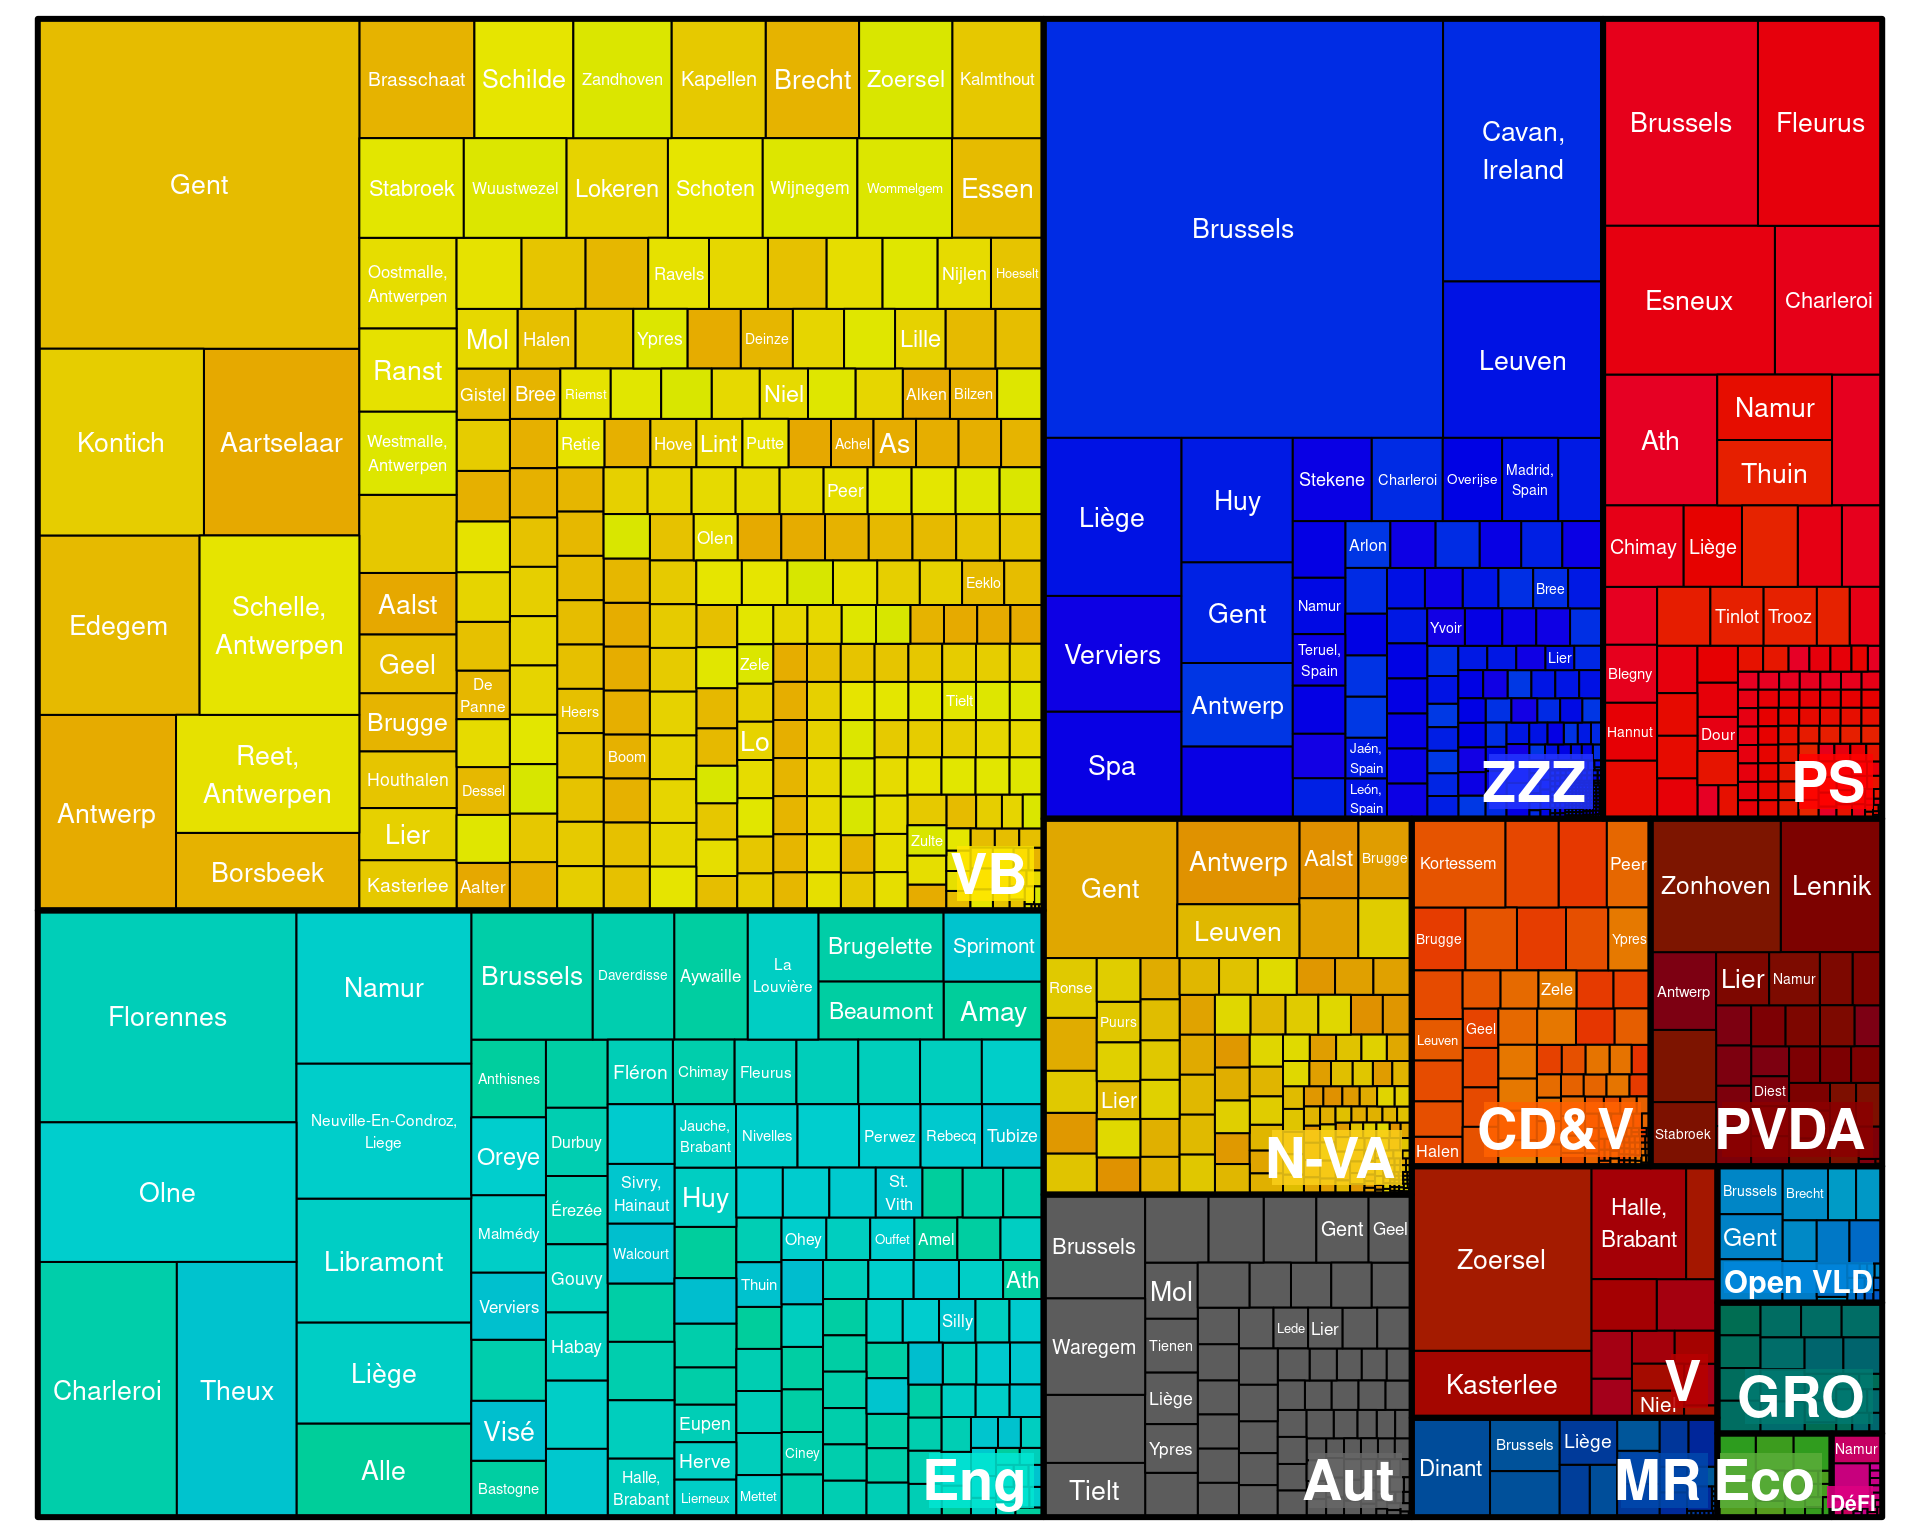 Gent
Brasschaat
Schilde
Zandhoven
Kapellen
Brecht
Zoersel
Kalmthout
Stabroek
Wuustwezel
Lokeren
Schoten
Wijnegem
Wommelgem
Essen
Oostmalle,
Antwerpen
Ravels
Nijlen
Hoeselt
Mol
Halen
Ypres
Deinze
Lille
Ranst
Gistel
Bree
Riemst
Niel
Alken
Bilzen
Kontich
Aartselaar
Westmalle,
Antwerpen
Retie
Hove
Lint
Putte
Achel
As
Peer
Olen
Eeklo
Edegem
Schelle,
Antwerpen
Aalst
Geel
Zele
De
Panne
Heers
Tielt
Brugge
Lo
Boom
Antwerp
Reet,
Antwerpen
Houthalen
Dessel
Lier
Zulte
Borsbeek
Kasterlee
Aalter
VB
Brussels
Cavan,
Ireland
Leuven
Liège
Huy
Stekene
Charleroi
Overijse
Madrid,
Spain
Arlon
Bree
Namur
Gent
Yvoir
Verviers
Teruel,
Spain
Lier
Antwerp
Spa
Jaén,
Spain
León,
Spain
ZZZ
Brussels
Fleurus
Esneux
Charleroi
Ath
Namur
Thuin
Chimay
Liège
Tinlot
Trooz
Blegny
Hannut
Dour
PS
Florennes
Namur
Brussels
Daverdisse
Aywaille
La
Louvière
Brugelette
Sprimont
Beaumont
Amay
Anthisnes
Fléron
Chimay
Fleurus
Neuville-En-Condroz,
Liege
Durbuy
Jauche,
Brabant
Nivelles
Perwez
Rebecq
Tubize
Olne
Oreye
Sivry,
Hainaut
Huy
St.
Vith
Érezée
Malmédy
Walcourt
Ohey
Ouffet
Amel
Libramont
Gouvy
Thuin
Ath
Verviers
Silly
Habay
Liège
Charleroi
Theux
Visé
Eupen
Ciney
Alle
Herve
Bastogne
Halle,
Brabant
Lierneux
Mettet
Eng
Gent
Antwerp
Aalst
Brugge
Leuven
Ronse
Puurs
Lier
N-VA
Kortessem
Peer
Brugge
Ypres
Zele
Geel
Leuven
Halen
CD&V
Zonhoven
Lennik
Antwerp
Lier
Namur
Diest
Stabroek
PVDA
Brussels
Gent
Geel
Mol
Waregem
Tienen
Lede
Lier
Liège
Ypres
Tielt
Aut
Zoersel
Halle,
Brabant
Kasterlee
V
Brussels
Brecht
Gent
Open VLD
GRO
Dinant
Brussels
Liège
MR
Eco
Namur
DéFI